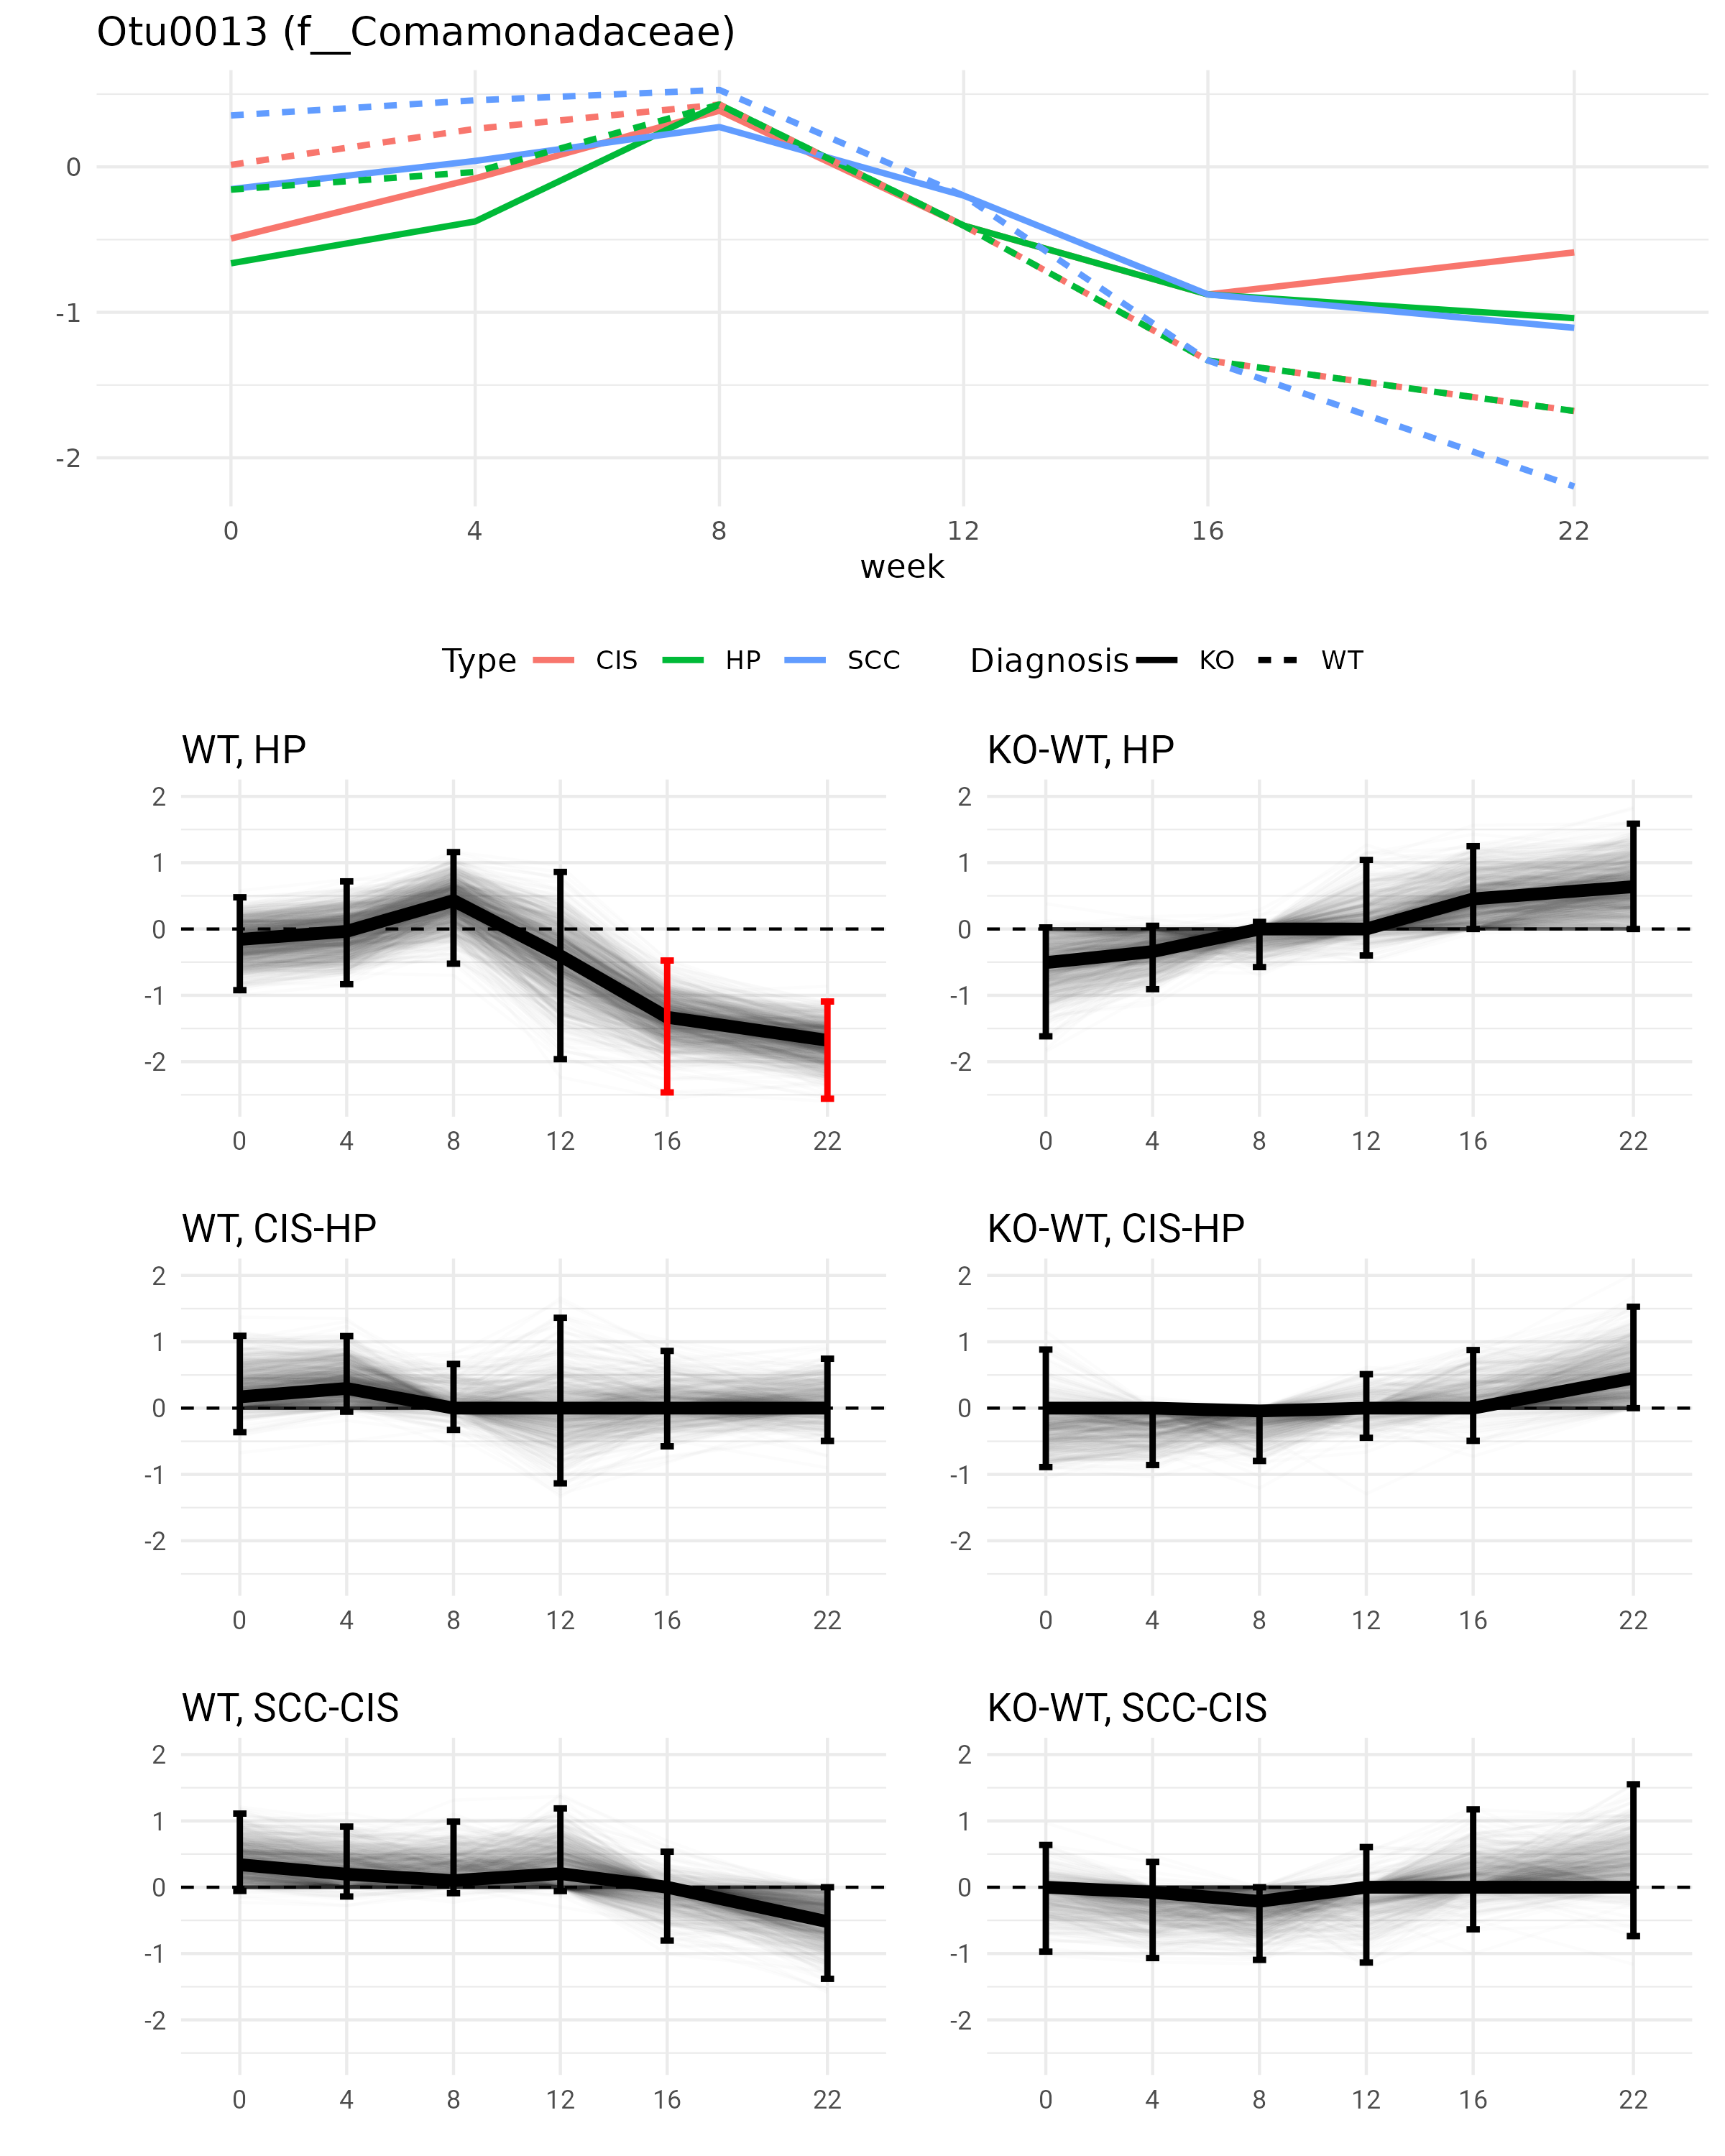 Otu0013 (f__Comamonadaceae)
0
-1
-2
0 4 8 12 16 22
week
Type CIS HP SCC Diagnosis KO WT
WT, HP KO-WT, HP
2 2
1 1
0 0
-1 -1
-2 -2
0 4 8 12 16 22 0 4 8 12 16 22
WT, CIS-HP KO-WT, CIS-HP
2 2
1 1
0 0
-1 -1
-2 -2
0 4 8 12 16 22 0 4 8 12 16 22
WT, SCC-CIS KO-WT, SCC-CIS
2 2
1 1
0 0
-1 -1
-2 -2
0 4 8 12 16 22 0 4 8 12 16 22